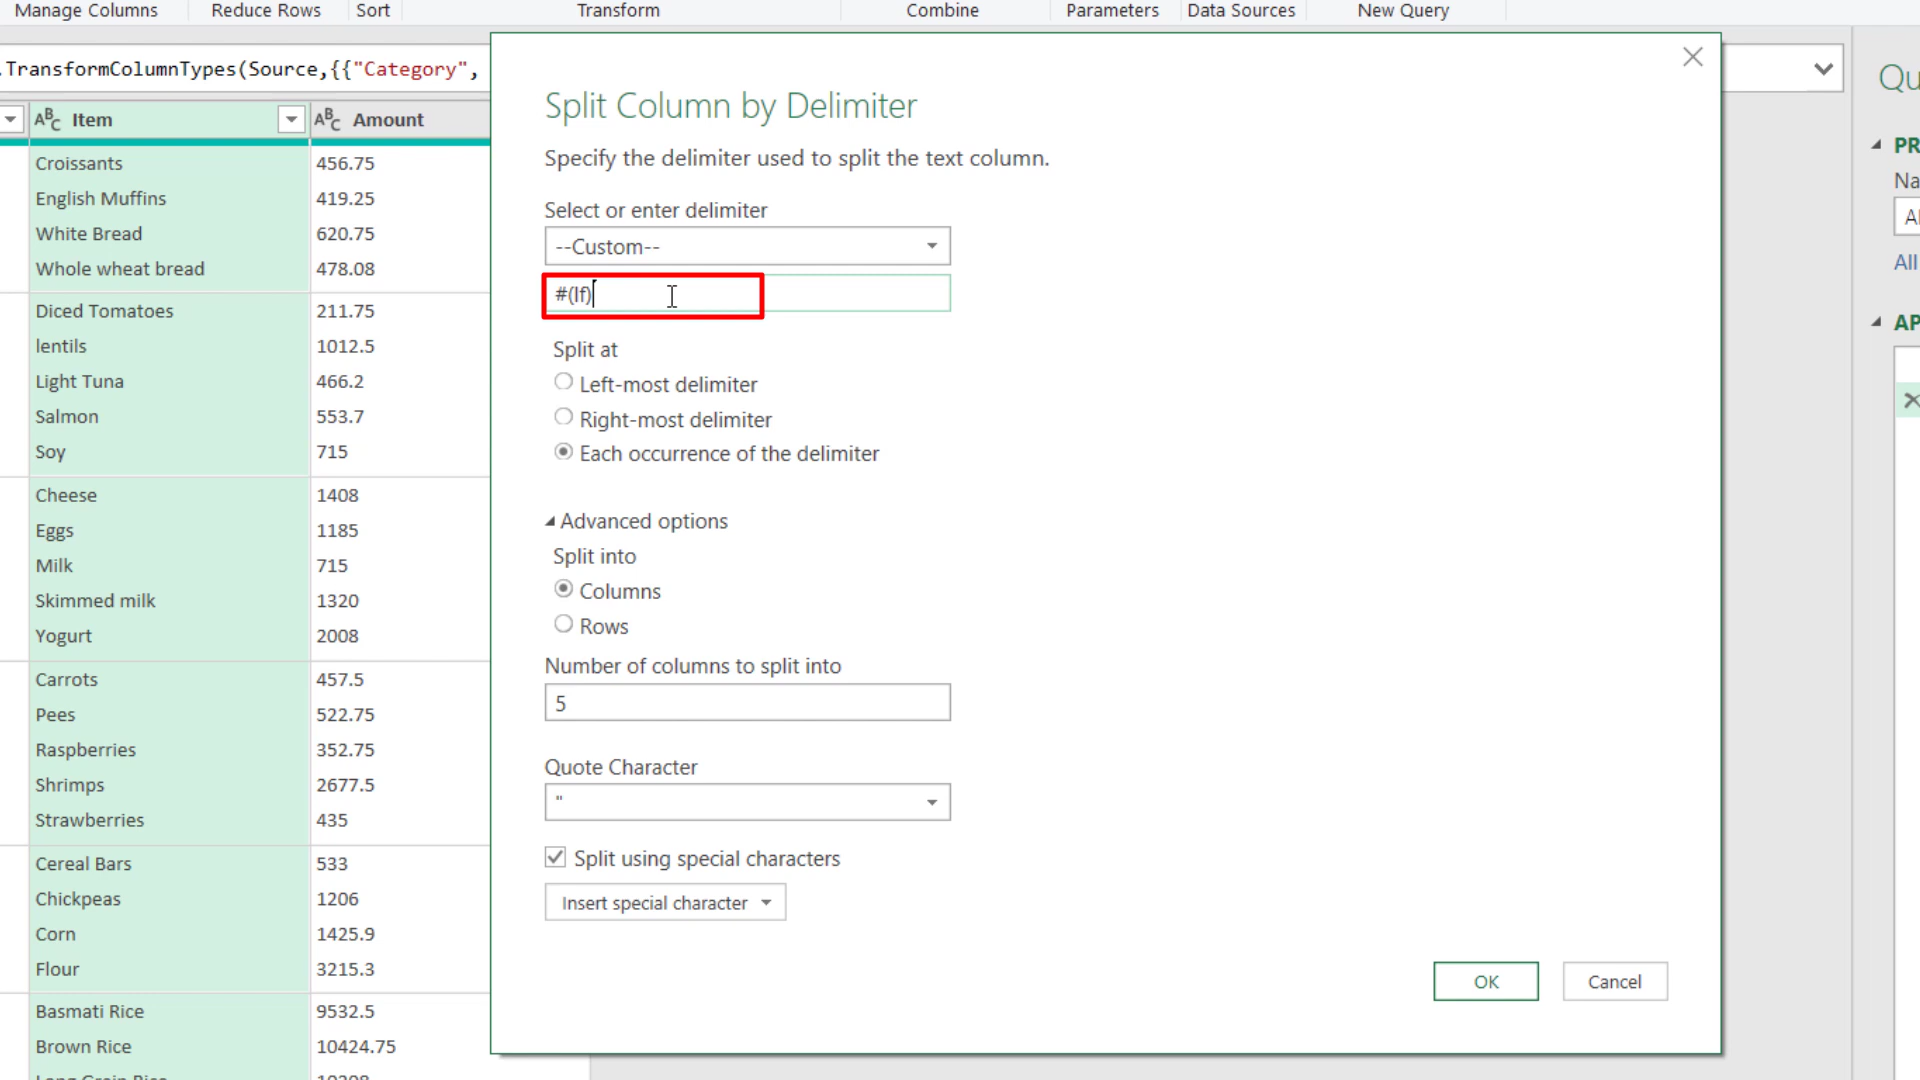 Manage Columns Reduce Rows Sort Transform Combine Parameters Data Sources New Query
.TransformColumnTypes(Source,{{"Category",
Item Amount
Croissants 456.75
English Muffins 419.25
White Bread 620.75
Whole wheat bread 478.08
Diced Tomatoes 211.75
lentils 1012.5
Light Tuna 466.2
Salmon 553.7
Soy 715
Cheese 1408
Eggs 1185
Milk 715
Skimmed milk 1320
Yogurt 2008
Carrots 457.5
Pees 522.75
Raspberries 352.75
Shrimps 2677.5
Strawberries 435
Cereal Bars 533
Chickpeas 1206
Corn 1425.9
Flour 3215.3
Basmati Rice 9532.5
Brown Rice 10424.75
Split Column by Delimiter
Specify the delimiter used to split the text column.
Select or enter delimiter
--Custom--
#(lf)
Split at
Left-most delimiter
Right-most delimiter
Each occurrence of the delimiter
Advanced options
Split into
Columns
Rows
Number of columns to split into
5
Quote Character
"
Split using special characters
Insert special character
OK Cancel
Qu
PR
Na
Al
All
AP